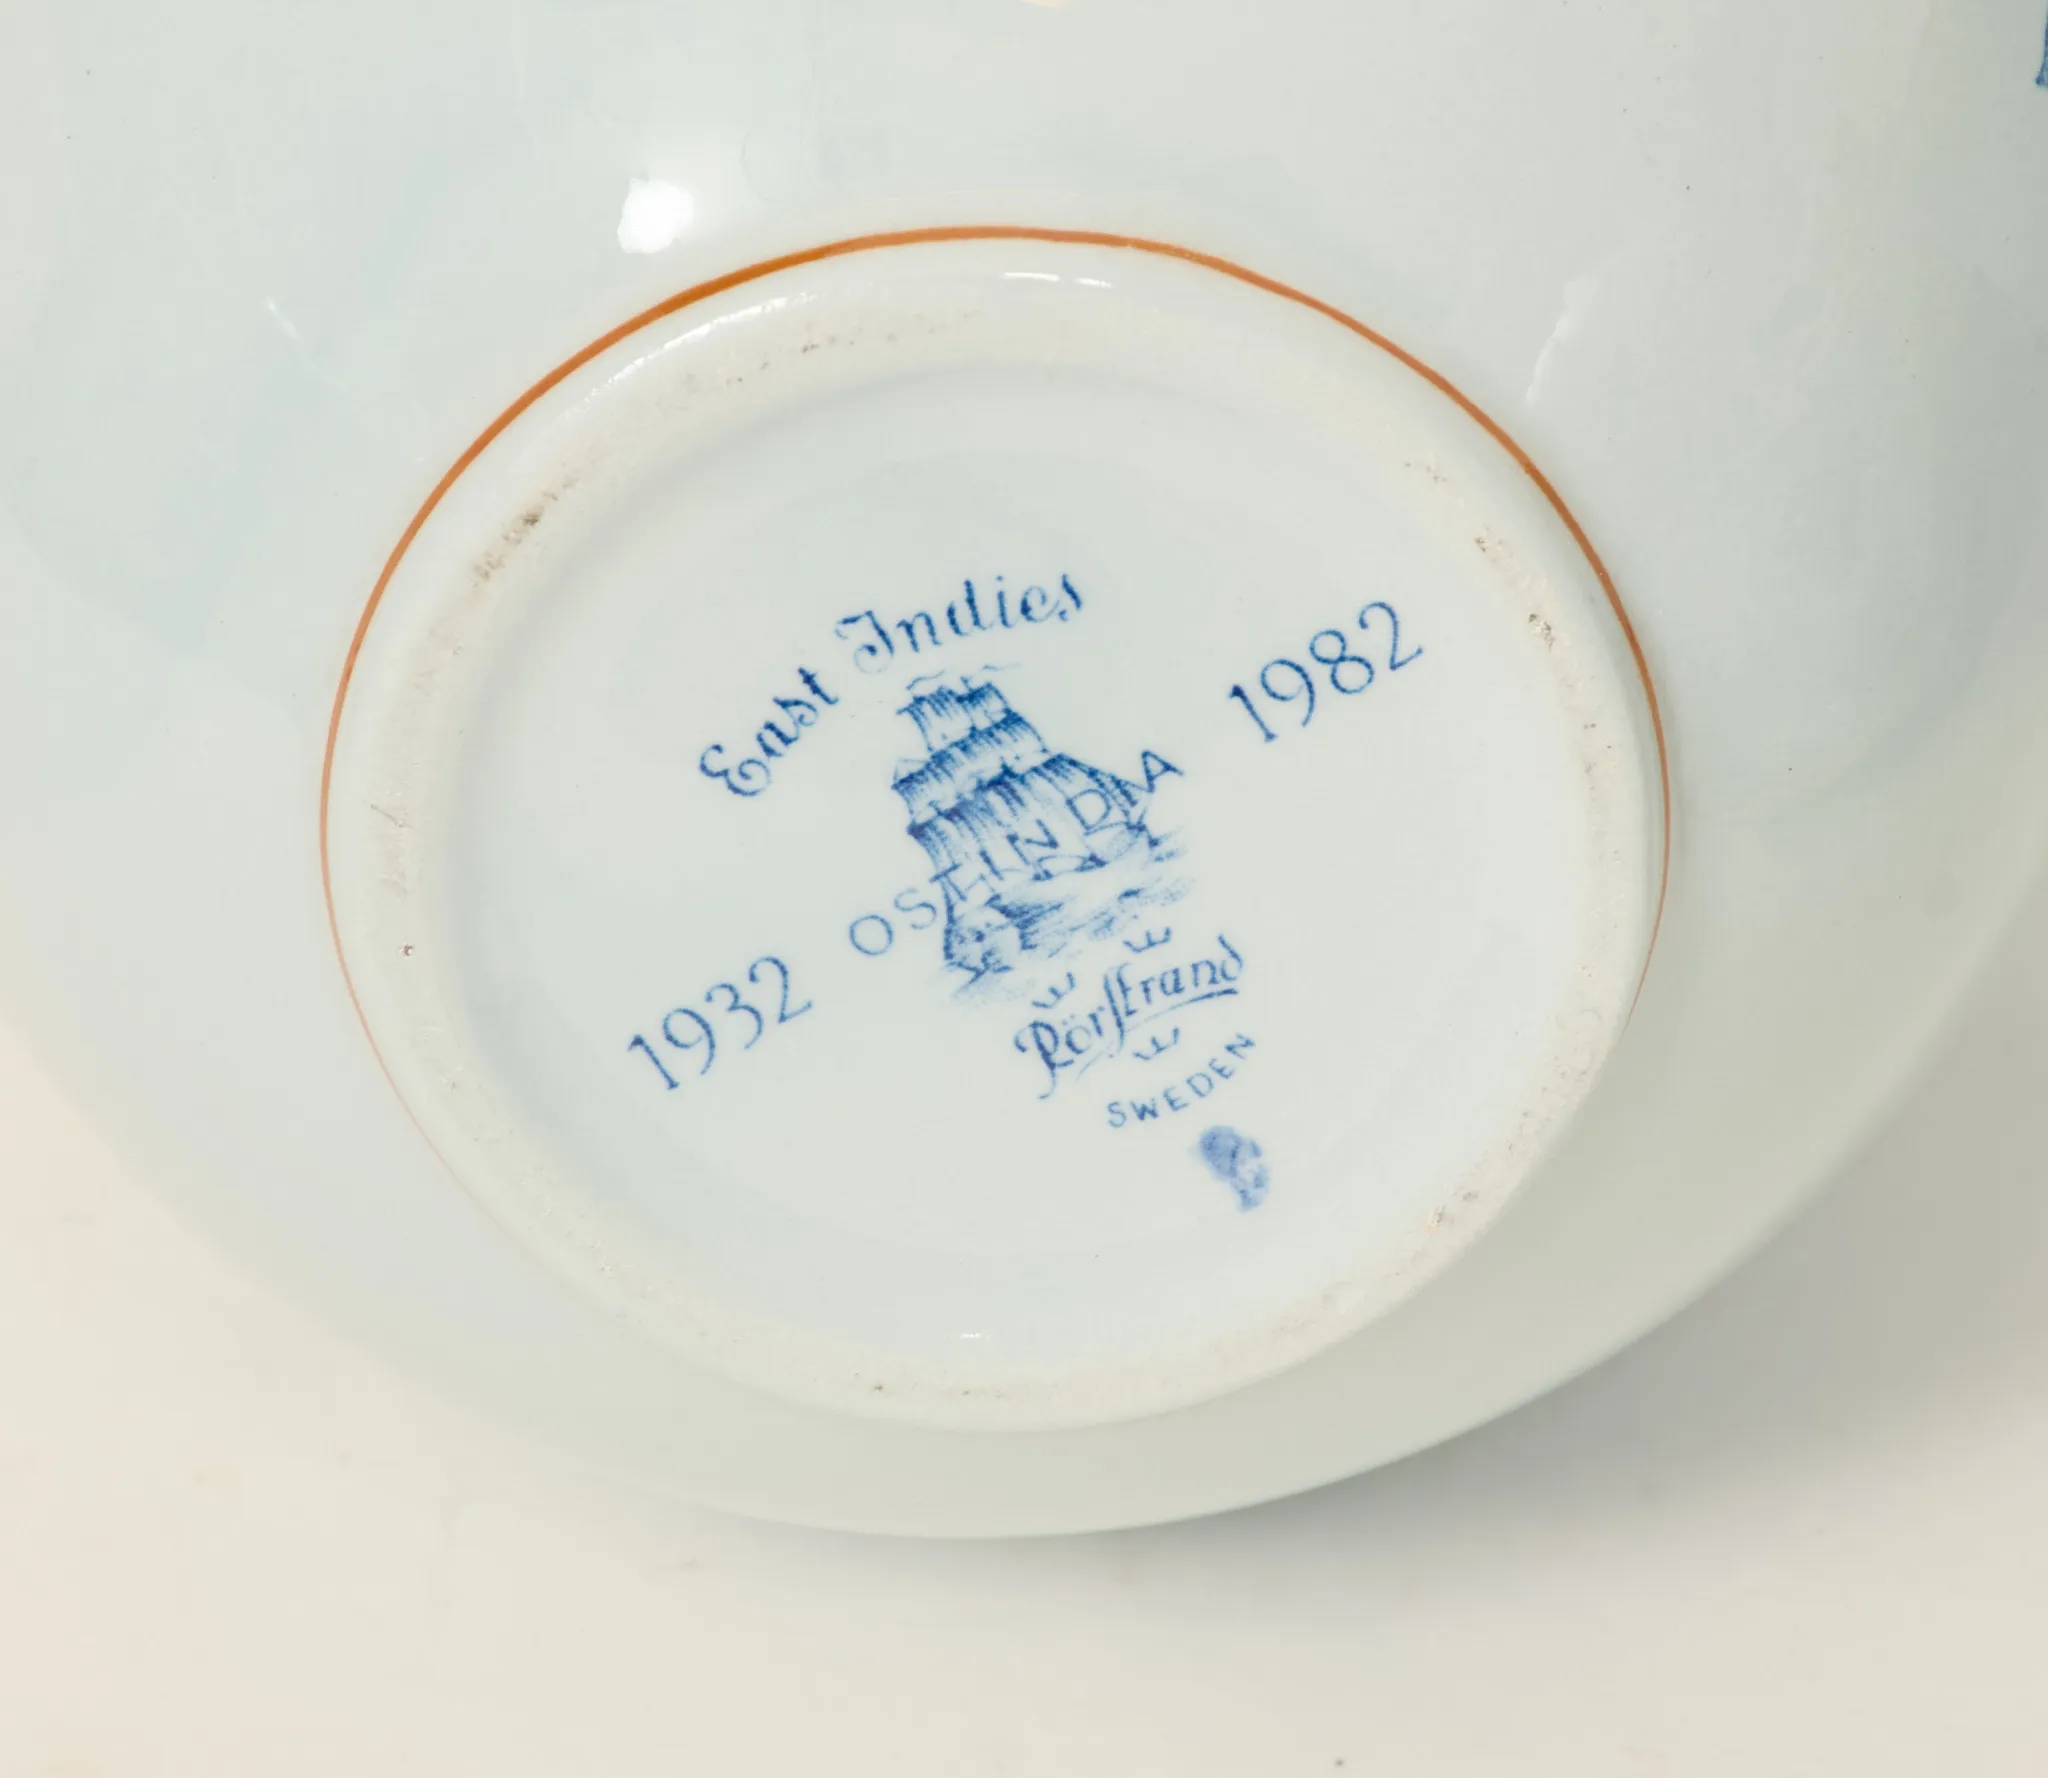 East Indies
1932 OSTINDIA 1982
Rörstrand
SWEDEN